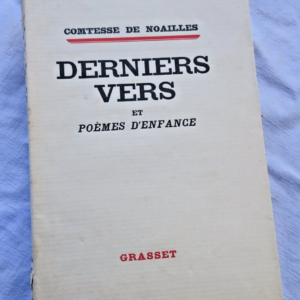 COMTESSE DE NOAILLES
DERNIERS
VERS
ET
POÈMES D'ENFANCE
GRASSET